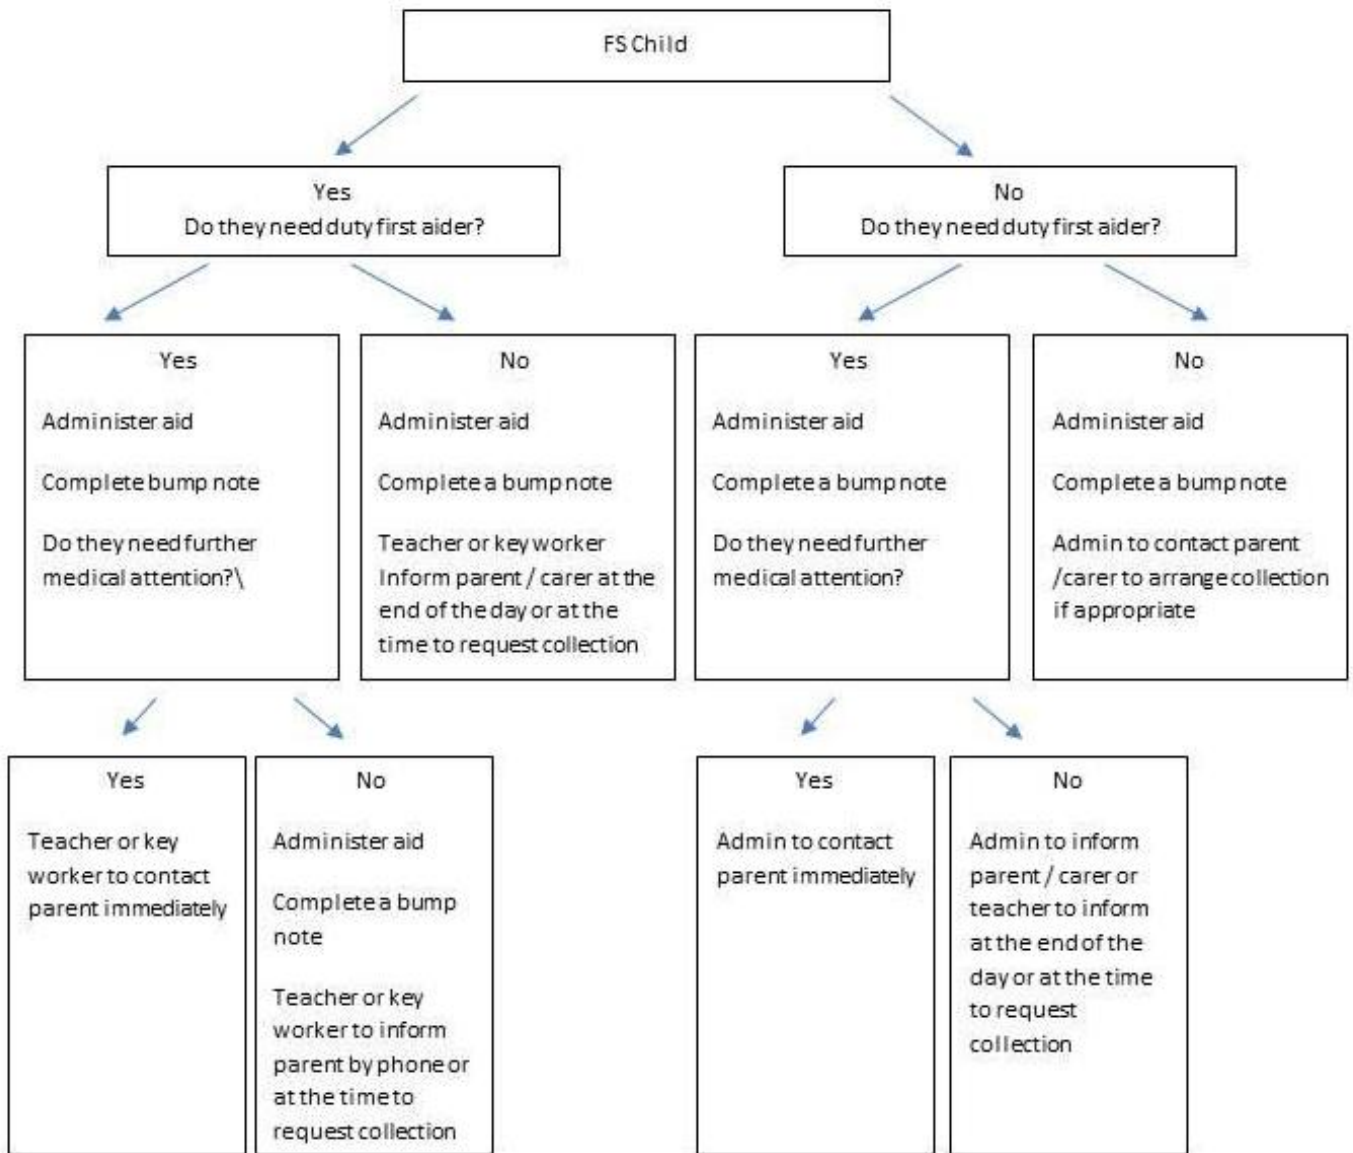 FS Child
Yes
Do they need duty first aider?
No
Do they need duty first aider?
Yes
Administer aid
Complete bump note
Do they need further
medical attention?\
No
Administer aid
Complete a bump note
Teacher or key worker
Inform parent / carer at the
end of the day or at the
time to request collection
Yes
Administer aid
Complete a bump note
Do they need further
medical attention?
No
Administer aid
Complete a bump note
Admin to contact parent
/carer to arrange collection
if appropriate
Yes
Teacher or key
worker to contact
parent immediately
No
Administer aid
Complete a bump
note
Teacher or key
worker to inform
parent by phone or
at the time to
request collection
Yes
Admin to contact
parent immediately
No
Admin to inform
parent / carer or
teacher to inform
at the end of the
day or at the time
to request
collection